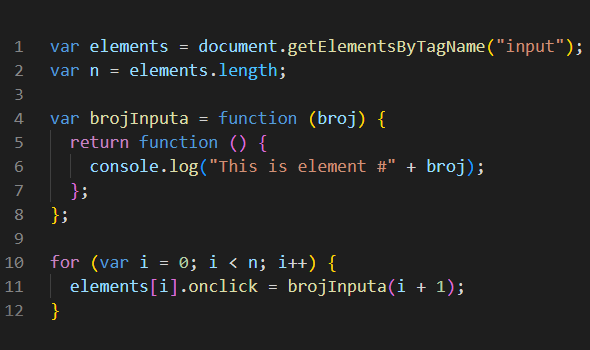 1 var elements = document.getElementsByTagName("input");
2 var n = elements.length;
3
4 var brojInputa = function (broj) {
5   return function () {
6     console.log("This is element #" + broj);
7   };
8 };
9
10 for (var i = 0; i < n; i++) {
11   elements[i].onclick = brojInputa(i + 1);
12 }